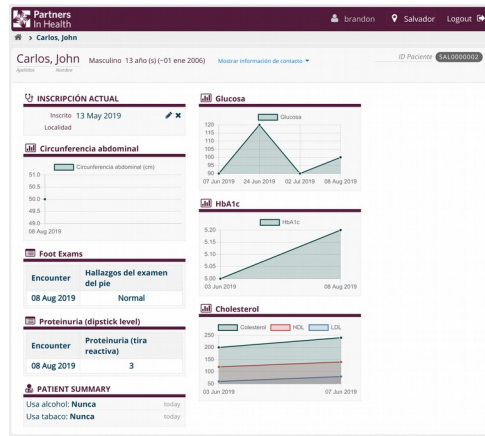 Partners
In Health
brandon
Salvador
Logout
Carlos, John
Carlos, John
Masculino 13 año (s) (~01 ene 2006)
Mostrar información de contacto
ID Paciente SAL0000002
Apellidos Nombre
INSCRIPCIÓN ACTUAL
Inscrito 13 May 2019
Localidad
Circunferencia abdominal
Circunferencia abdominal (cm)
51.0
50.5
50.0
49.5
49.0
08 Aug 2019
Foot Exams
Encounter
Hallazgos del examen
del pie
08 Aug 2019 Normal
Proteinuria (dipstick level)
Encounter
Proteinuria (tira
reactiva)
08 Aug 2019 3
PATIENT SUMMARY
Usa alcohol: Nunca today
Usa tabaco: Nunca today
Glucosa
Glucosa
120
115
110
105
100
95
90
07 Jun 2019 24 Jun 2019 02 Jul 2019 08 Aug 2019
HbA1c
HbA1c
5.20
5.15
5.10
5.05
5.00
03 Jun 2019 08 Aug 2019
Cholesterol
Colesterol HDL LDL
250
200
150
100
50
03 Jun 2019 07 Jun 2019